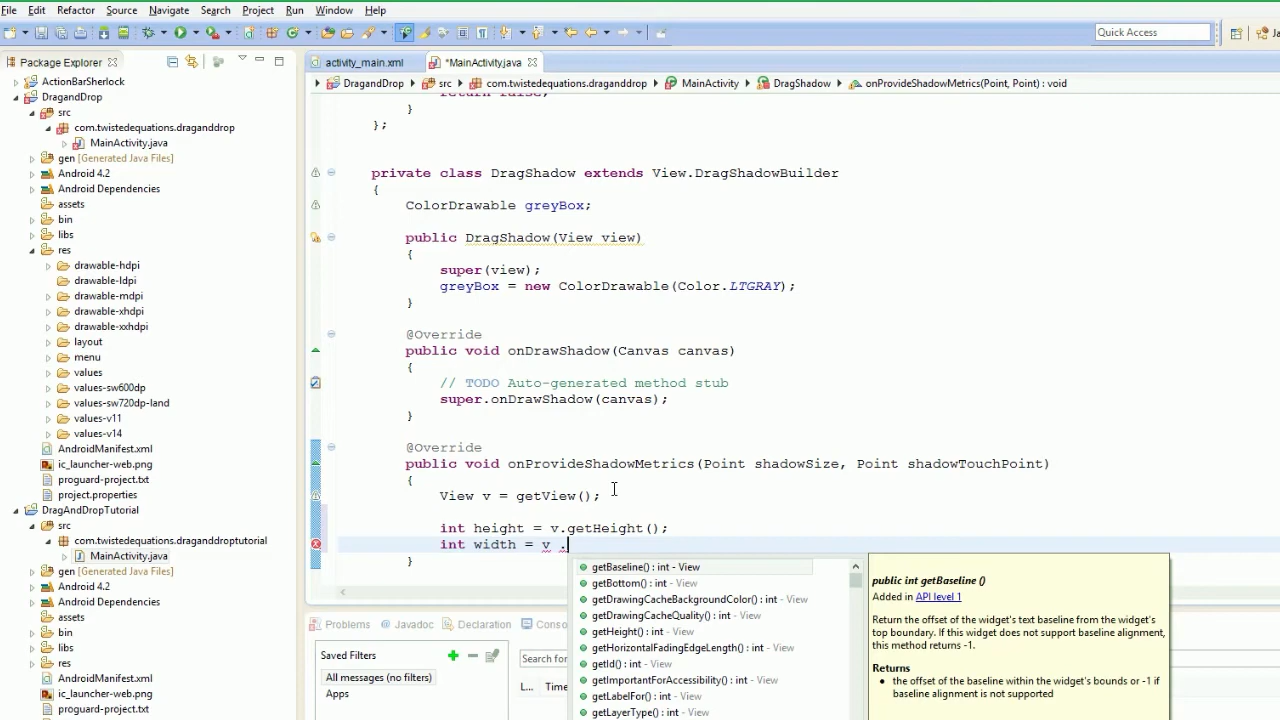 File Edit Refactor Source Navigate Search Project Run Window Help
Quick Access
Package Explorer
activity_main.xml
*MainActivity.java
DragandDrop src com.twistedequations.draganddrop MainActivity DragShadow onProvideShadowMetrics(Point, Point) : void
ActionBarSherlock
DragandDrop
src
com.twistedequations.draganddrop
MainActivity.java
gen [Generated Java Files]
Android 4.2
Android Dependencies
assets
bin
libs
res
drawable-hdpi
drawable-ldpi
drawable-mdpi
drawable-xhdpi
drawable-xxhdpi
layout
menu
values
values-sw600dp
values-sw720dp-land
values-v11
values-v14
AndroidManifest.xml
ic_launcher-web.png
proguard-project.txt
project.properties
DragAndDropTutorial
src
com.twistedequations.draganddroptutorial
MainActivity.java
gen [Generated Java Files]
Android 4.2
Android Dependencies
assets
bin
libs
res
AndroidManifest.xml
ic_launcher-web.png
proguard-project.txt
return false;
}
};
private class DragShadow extends View.DragShadowBuilder
{
ColorDrawable greyBox;
public DragShadow(View view)
{
super(view);
greyBox = new ColorDrawable(Color.LTGRAY);
}
@Override
public void onDrawShadow(Canvas canvas)
{
// TODO Auto-generated method stub
super.onDrawShadow(canvas);
}
@Override
public void onProvideShadowMetrics(Point shadowSize, Point shadowTouchPoint)
{
View v = getView();
int height = v.getHeight();
int width = v .
}
getBaseline() : int - View
getBottom() : int - View
getDrawingCacheBackgroundColor() : int - View
getDrawingCacheQuality() : int - View
getHeight() : int - View
getHorizontalFadingEdgeLength() : int - View
getId() : int - View
getImportantForAccessibility() : int - View
getLabelFor() : int - View
getLayerType() : int - View
public int getBaseline ()
Added in API level 1
Return the offset of the widget's text baseline from the widget's
top boundary. If this widget does not support baseline alignment,
this method returns -1.
Returns
the offset of the baseline within the widget's bounds or -1 if
baseline alignment is not supported
Problems Javadoc Declaration Conso
Saved Filters
All messages (no filters)
Apps
Search for
L... Time